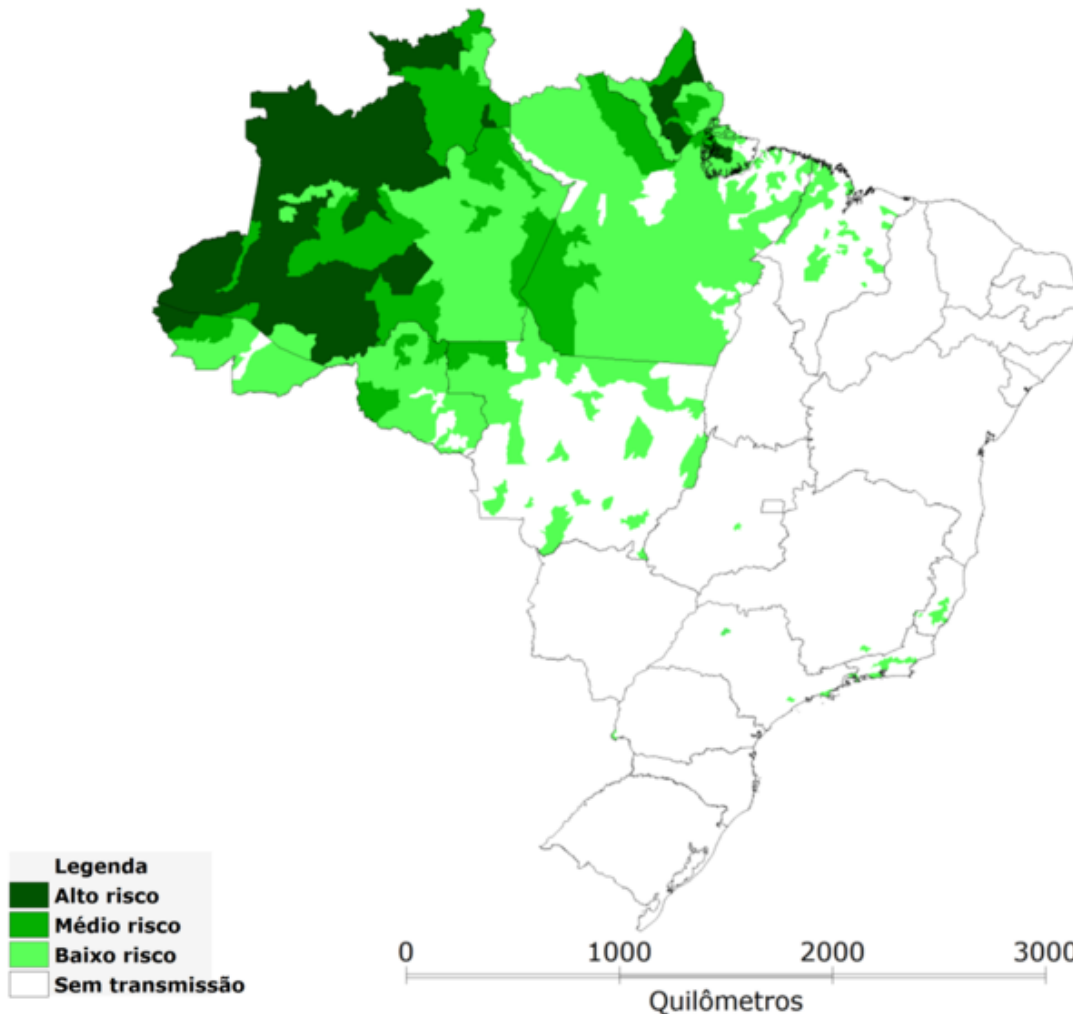 Legenda
Alto risco
Médio risco
Baixo risco
Sem transmissão
0 1000 2000 3000
Quilômetros